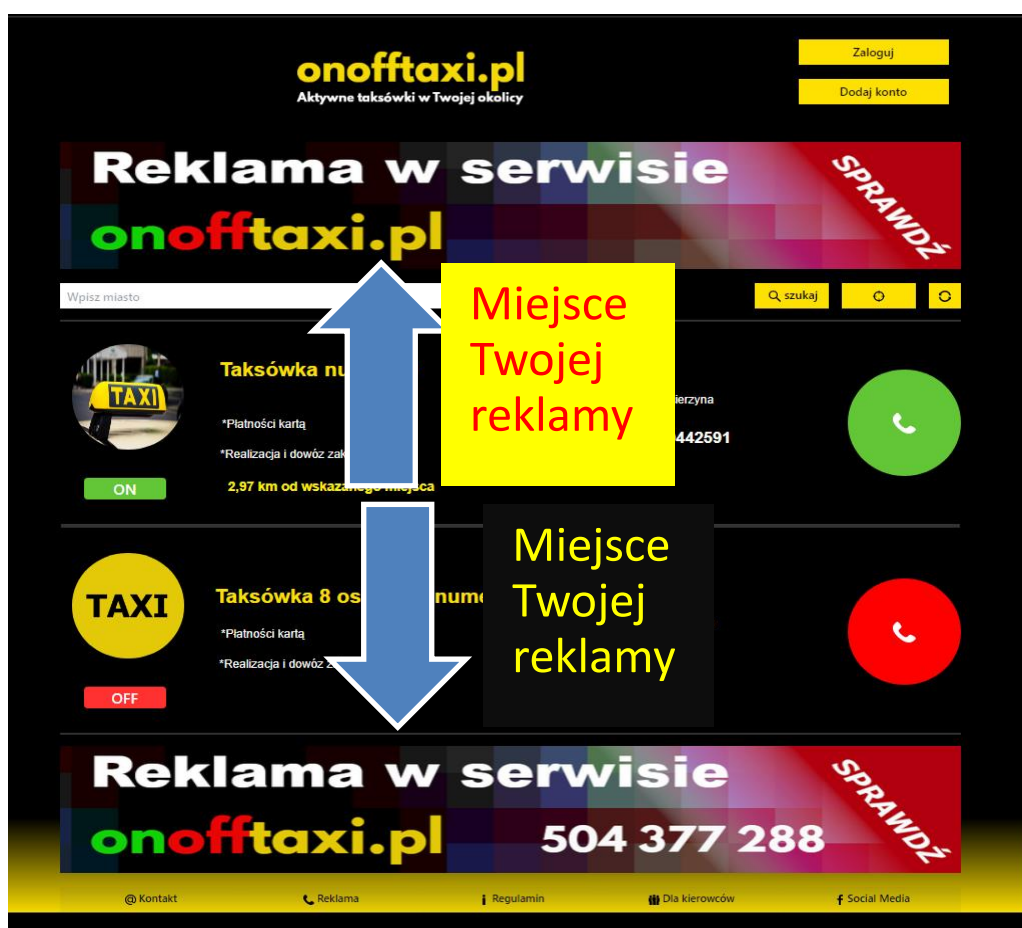 onofftaxi.pl
Aktywne taksówki w Twojej okolicy
Zaloguj
Dodaj konto
Reklama w serwisie
onofftaxi.pl
SPRAWDŹ
Wpisz miasto
szukaj
Miejsce
Twojej
reklamy
TAXI
Taksówka
*Płatności kartą
*Realizacja i dowóz
2,97 km od wskazanego miejsca
442591
ON
Miejsce
Twojej
reklamy
TAXI
Taksówka 8
*Płatności kartą
*Realizacja i dowóz
OFF
Reklama w serwisie
onofftaxi.pl 504 377 288
SPRAWDŹ
@ Kontakt
Reklama
Regulamin
Dla kierowców
Social Media